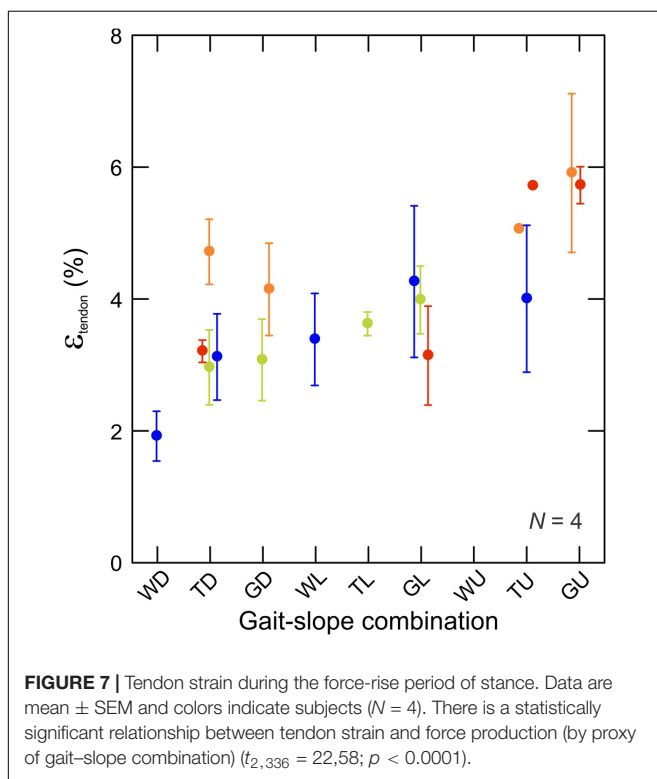 8
6
4
2
0
εtendon (%)
N = 4
WD TD GD WL TL GL WU TU GU
Gait-slope combination
FIGURE 7 | Tendon strain during the force-rise period of stance. Data are
mean ± SEM and colors indicate subjects (N = 4). There is a statistically
significant relationship between tendon strain and force production (by proxy
of gait–slope combination) (t2,336 = 22,58; p < 0.0001).